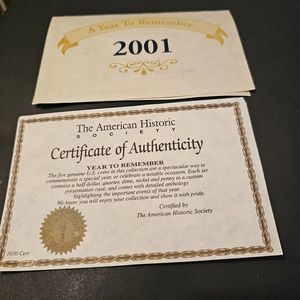 A Year To Remember
2001
The American Historic
SOCIETY
Certificate of Authenticity
YEAR TO REMEMBER
The five genuine U.S. coins in this collection are a spectacular way to
commemorate a special year, or celebrate a notable occasion. Each set
contains a half dollar, quarter, dime, nickel and penny in a custom
presentation case, and comes with detailed anthology
highlighting the important events of that year.
We know you will enjoy your collection and show it with pride.
Certified by
The American Historic Society
1050 Cert